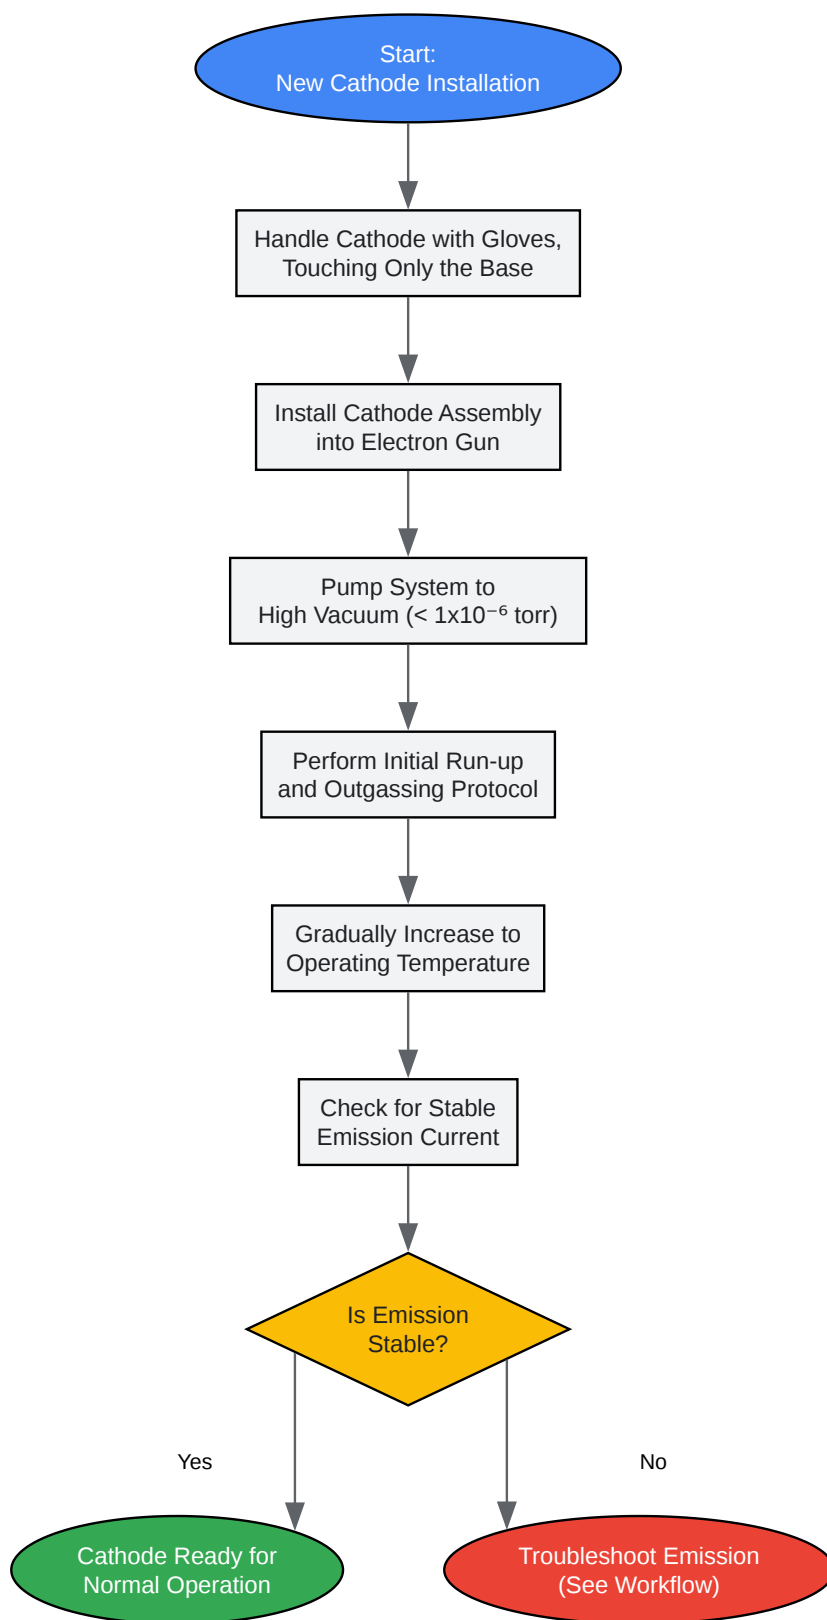 Start:
New Cathode Installation
Handle Cathode with Gloves,
Touching Only the Base
Install Cathode Assembly
into Electron Gun
Pump System to
High Vacuum (< 1x10⁻⁶ torr)
Perform Initial Run-up
and Outgassing Protocol
Gradually Increase to
Operating Temperature
Check for Stable
Emission Current
Is Emission
Stable?
Yes
No
Cathode Ready for
Normal Operation
Troubleshoot Emission
(See Workflow)